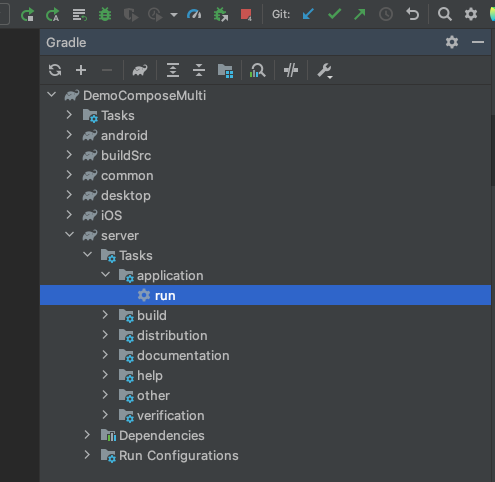 Git:
Gradle
DemoComposeMulti
Tasks
android
buildSrc
common
desktop
iOS
server
Tasks
application
run
build
distribution
documentation
help
other
verification
Dependencies
Run Configurations